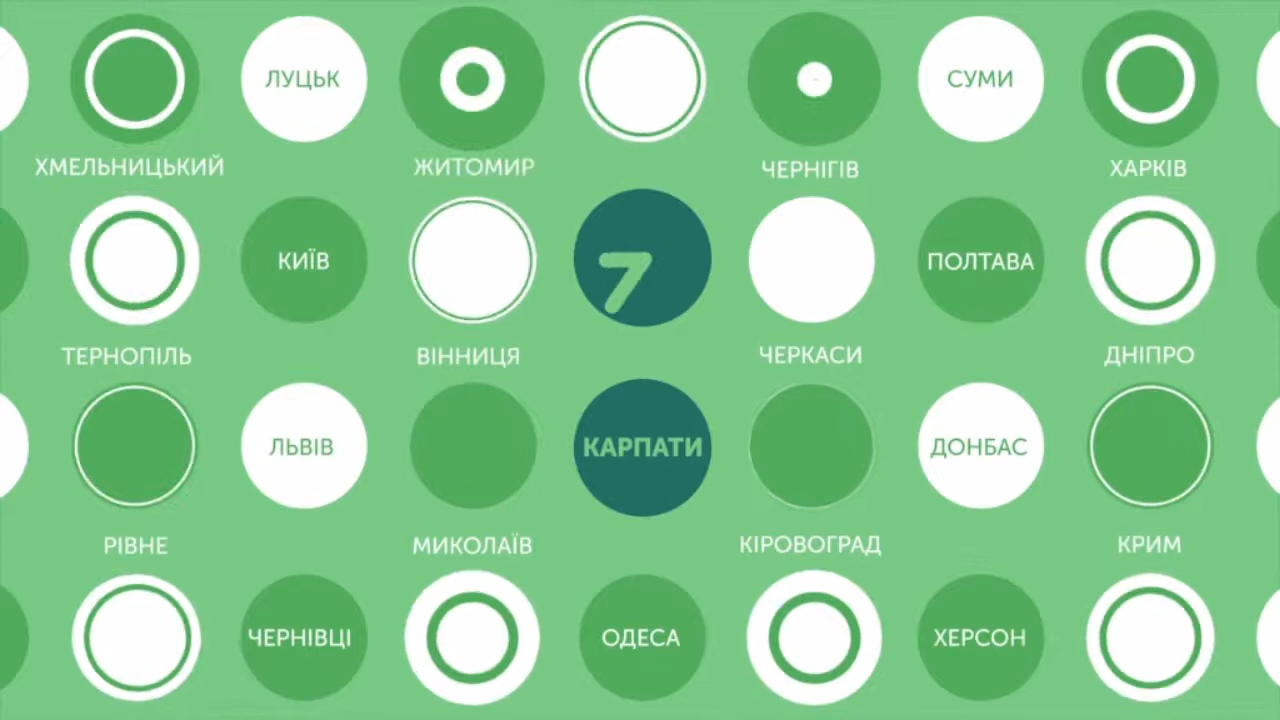 ЛУЦЬК
СУМИ
ХМЕЛЬНИЦЬКИЙ
ЖИТОМИР
ЧЕРНІГІВ
ХАРКІВ
КИЇВ
7
ПОЛТАВА
ТЕРНОПІЛЬ
ВІННИЦЯ
ЧЕРКАСИ
ДНІПРО
ЛЬВІВ
КАРПАТИ
ДОНБАС
РІВНЕ
МИКОЛАЇВ
КІРОВОГРАД
КРИМ
ЧЕРНІВЦІ
ОДЕСА
ХЕРСОН